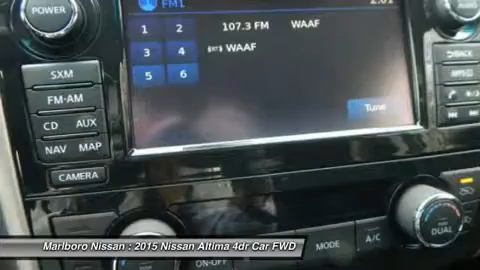 POWER
FM1
2:01
107.3 FM WAAF
1 2
3 4
5 6
WAAF
Tune
SXM
FM·AM
CD AUX
NAV MAP
CAMERA
BACK
MODE
A/C
DUAL
ON·OFF
Marlboro Nissan : 2015 Nissan Altima 4dr Car FWD